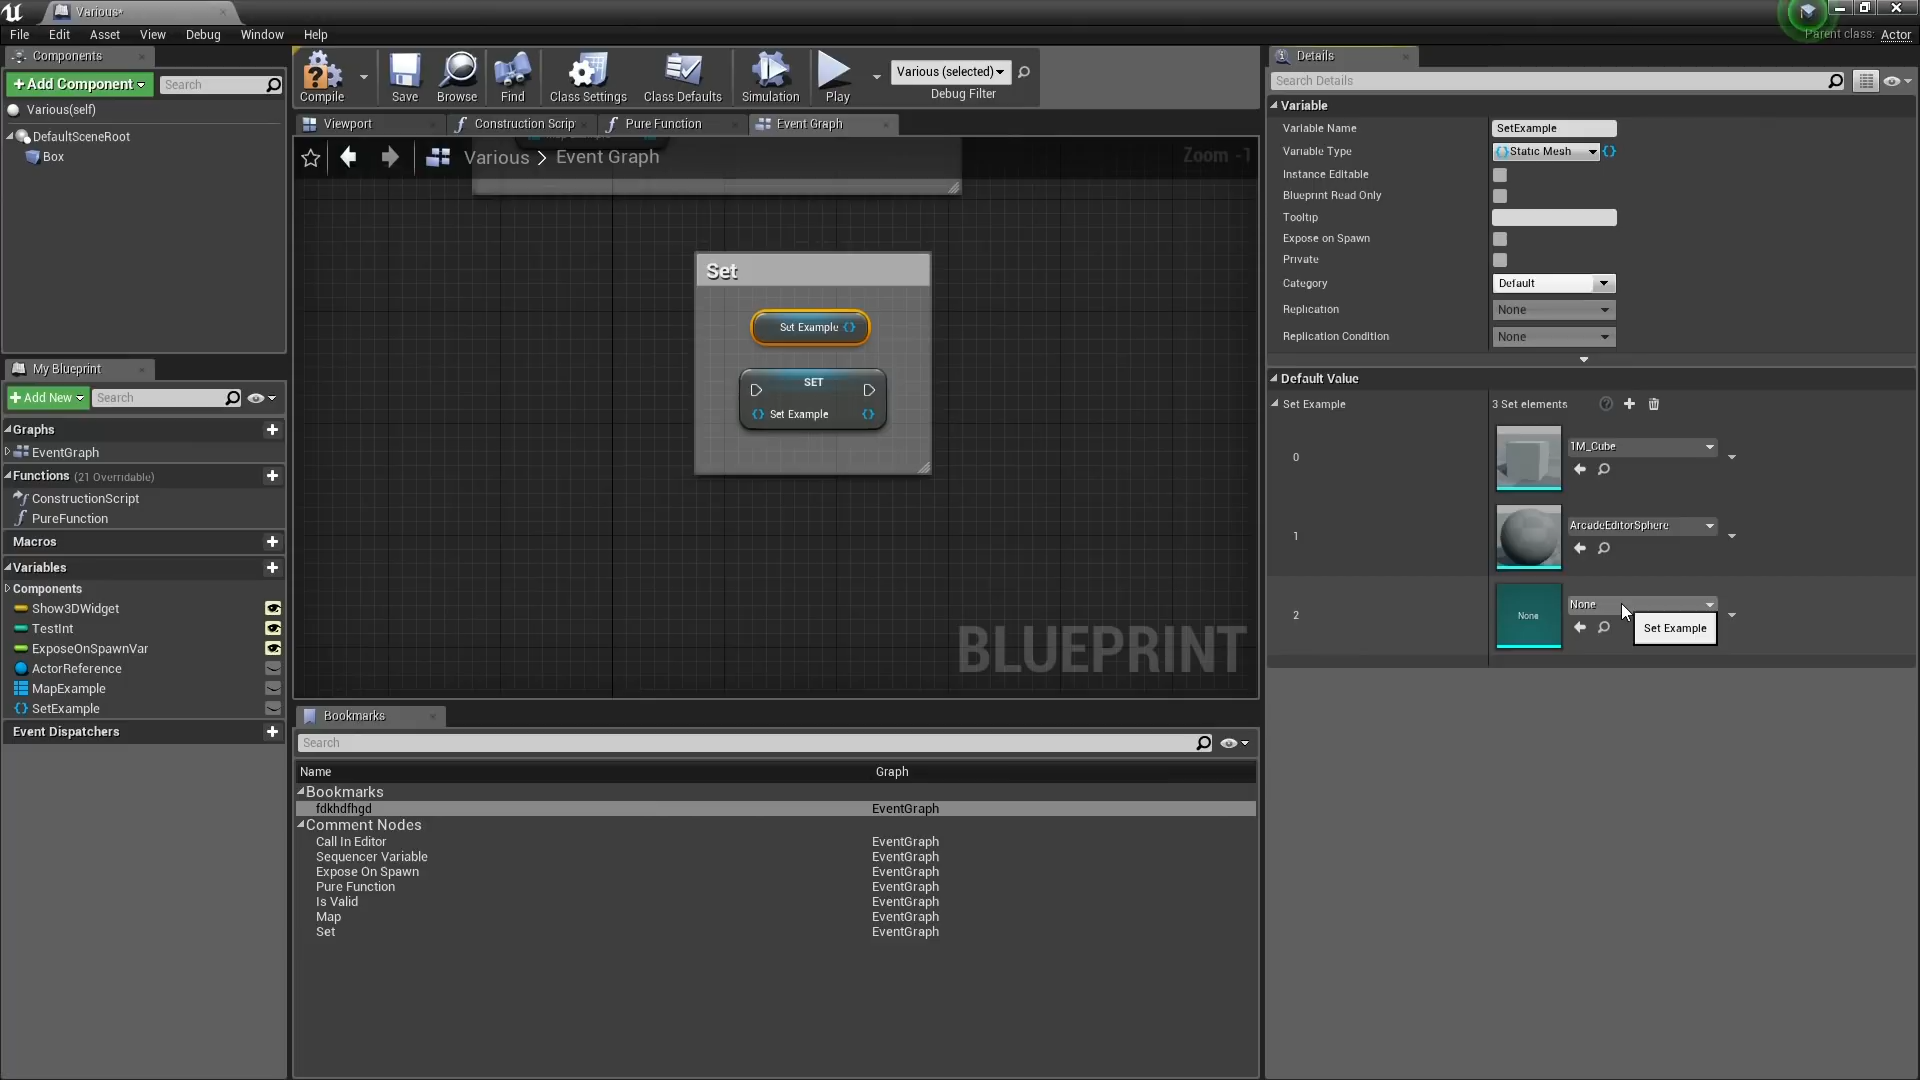 Various*
File Edit Asset View Debug Window Help
Parent class: Actor
Components
+Add Component
Search
Various(self)
DefaultSceneRoot
Box
My Blueprint
+Add New
Search
Graphs
EventGraph
Functions (21 Overridable)
ConstructionScript
PureFunction
Macros
Variables
Components
Show3DWidget
TestInt
ExposeOnSpawnVar
ActorReference
MapExample
SetExample
Event Dispatchers
Compile
Save
Browse
Find
Class Settings
Class Defaults
Simulation
Play
Various (selected)
Debug Filter
Viewport
Construction Scrip
Pure Function
Event Graph
Various > Event Graph
Zoom -1
Set
Set Example
SET
Set Example
BLUEPRINT
Bookmarks
Search
Name Graph
Bookmarks
fdkhdfhgd EventGraph
Comment Nodes
Call In Editor EventGraph
Sequencer Variable EventGraph
Expose On Spawn EventGraph
Pure Function EventGraph
Is Valid EventGraph
Map EventGraph
Set EventGraph
Details
Search Details
Variable
Variable Name SetExample
Variable Type Static Mesh
Instance Editable
Blueprint Read Only
Tooltip
Expose on Spawn
Private
Category Default
Replication None
Replication Condition None
Default Value
Set Example 3 Set elements
0 1M_Cube
1 ArcadeEditorSphere
2 None None
Set Example